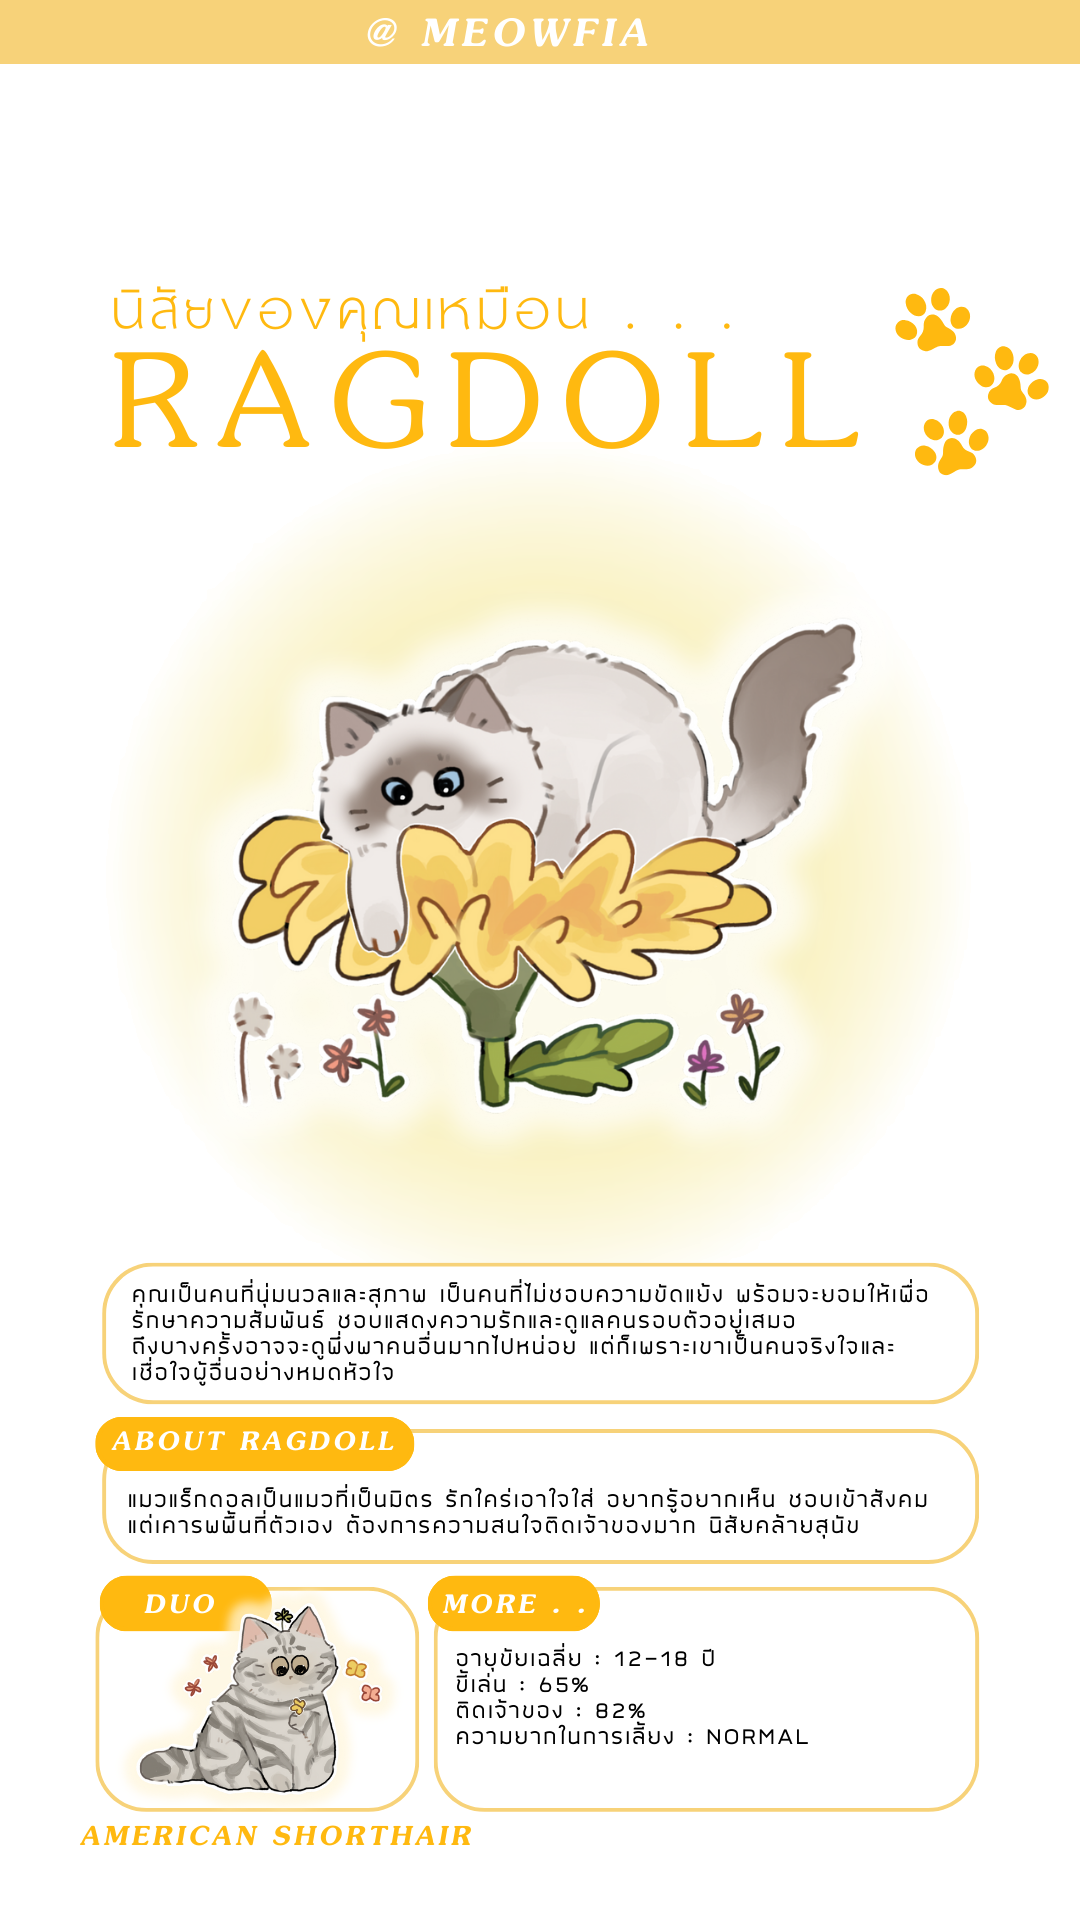 @ MEOWFIA
นิสัยของคุณเหมือน . . .
RAGDOLL
คุณเป็นคนที่นุ่มนวลและสุภาพ เป็นคนที่ไม่ชอบความขัดแย้ง พร้อมจะยอมให้เพื่อ
รักษาความสัมพันธ์ ชอบแสดงความรักและดูแลคนรอบตัวอยู่เสมอ
ถึงบางครั้งอาจจะดูพึ่งพาคนอื่นมากไปหน่อย แต่ก็เพราะเขาเป็นคนจริงใจและ
เชื่อใจผู้อื่นอย่างหมดหัวใจ
ABOUT RAGDOLL
แมวแร็กดอลเป็นแมวที่เป็นมิตร รักใคร่เอาใจใส่ อยากรู้อยากเห็น ชอบเข้าสังคม
แต่เคารพพื้นที่ตัวเอง ต้องการความสนใจติดเจ้าของมาก นิสัยคล้ายสุนัข
DUO
MORE . .
อายุขัยเฉลี่ย : 12-18 ปี
ขี้เล่น : 65%
ติดเจ้าของ : 82%
ความยากในการเลี้ยง : NORMAL
AMERICAN SHORTHAIR